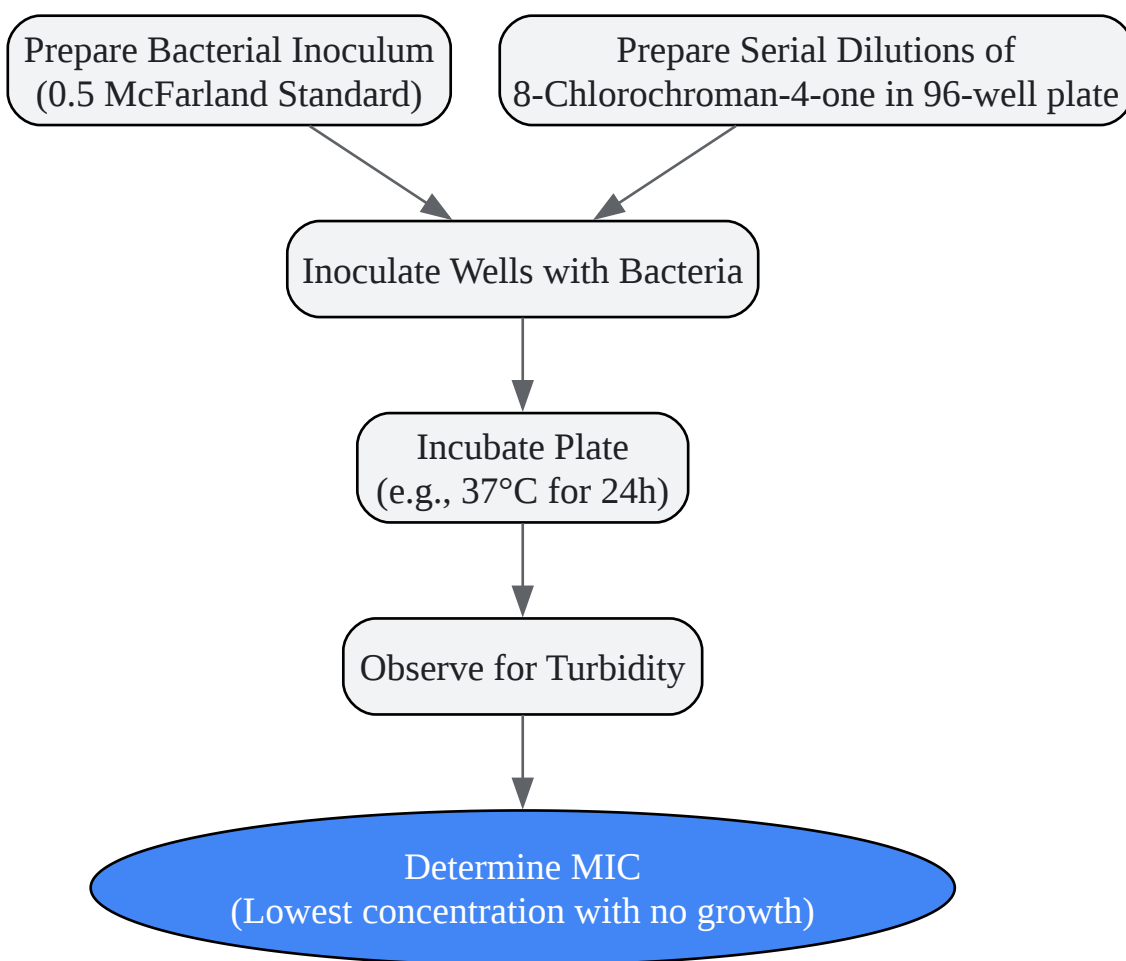 Prepare Bacterial Inoculum
(0.5 McFarland Standard)
Prepare Serial Dilutions of
8-Chlorochroman-4-one in 96-well plate
Inoculate Wells with Bacteria
Incubate Plate
(e.g., 37°C for 24h)
Observe for Turbidity
Determine MIC
(Lowest concentration with no growth)